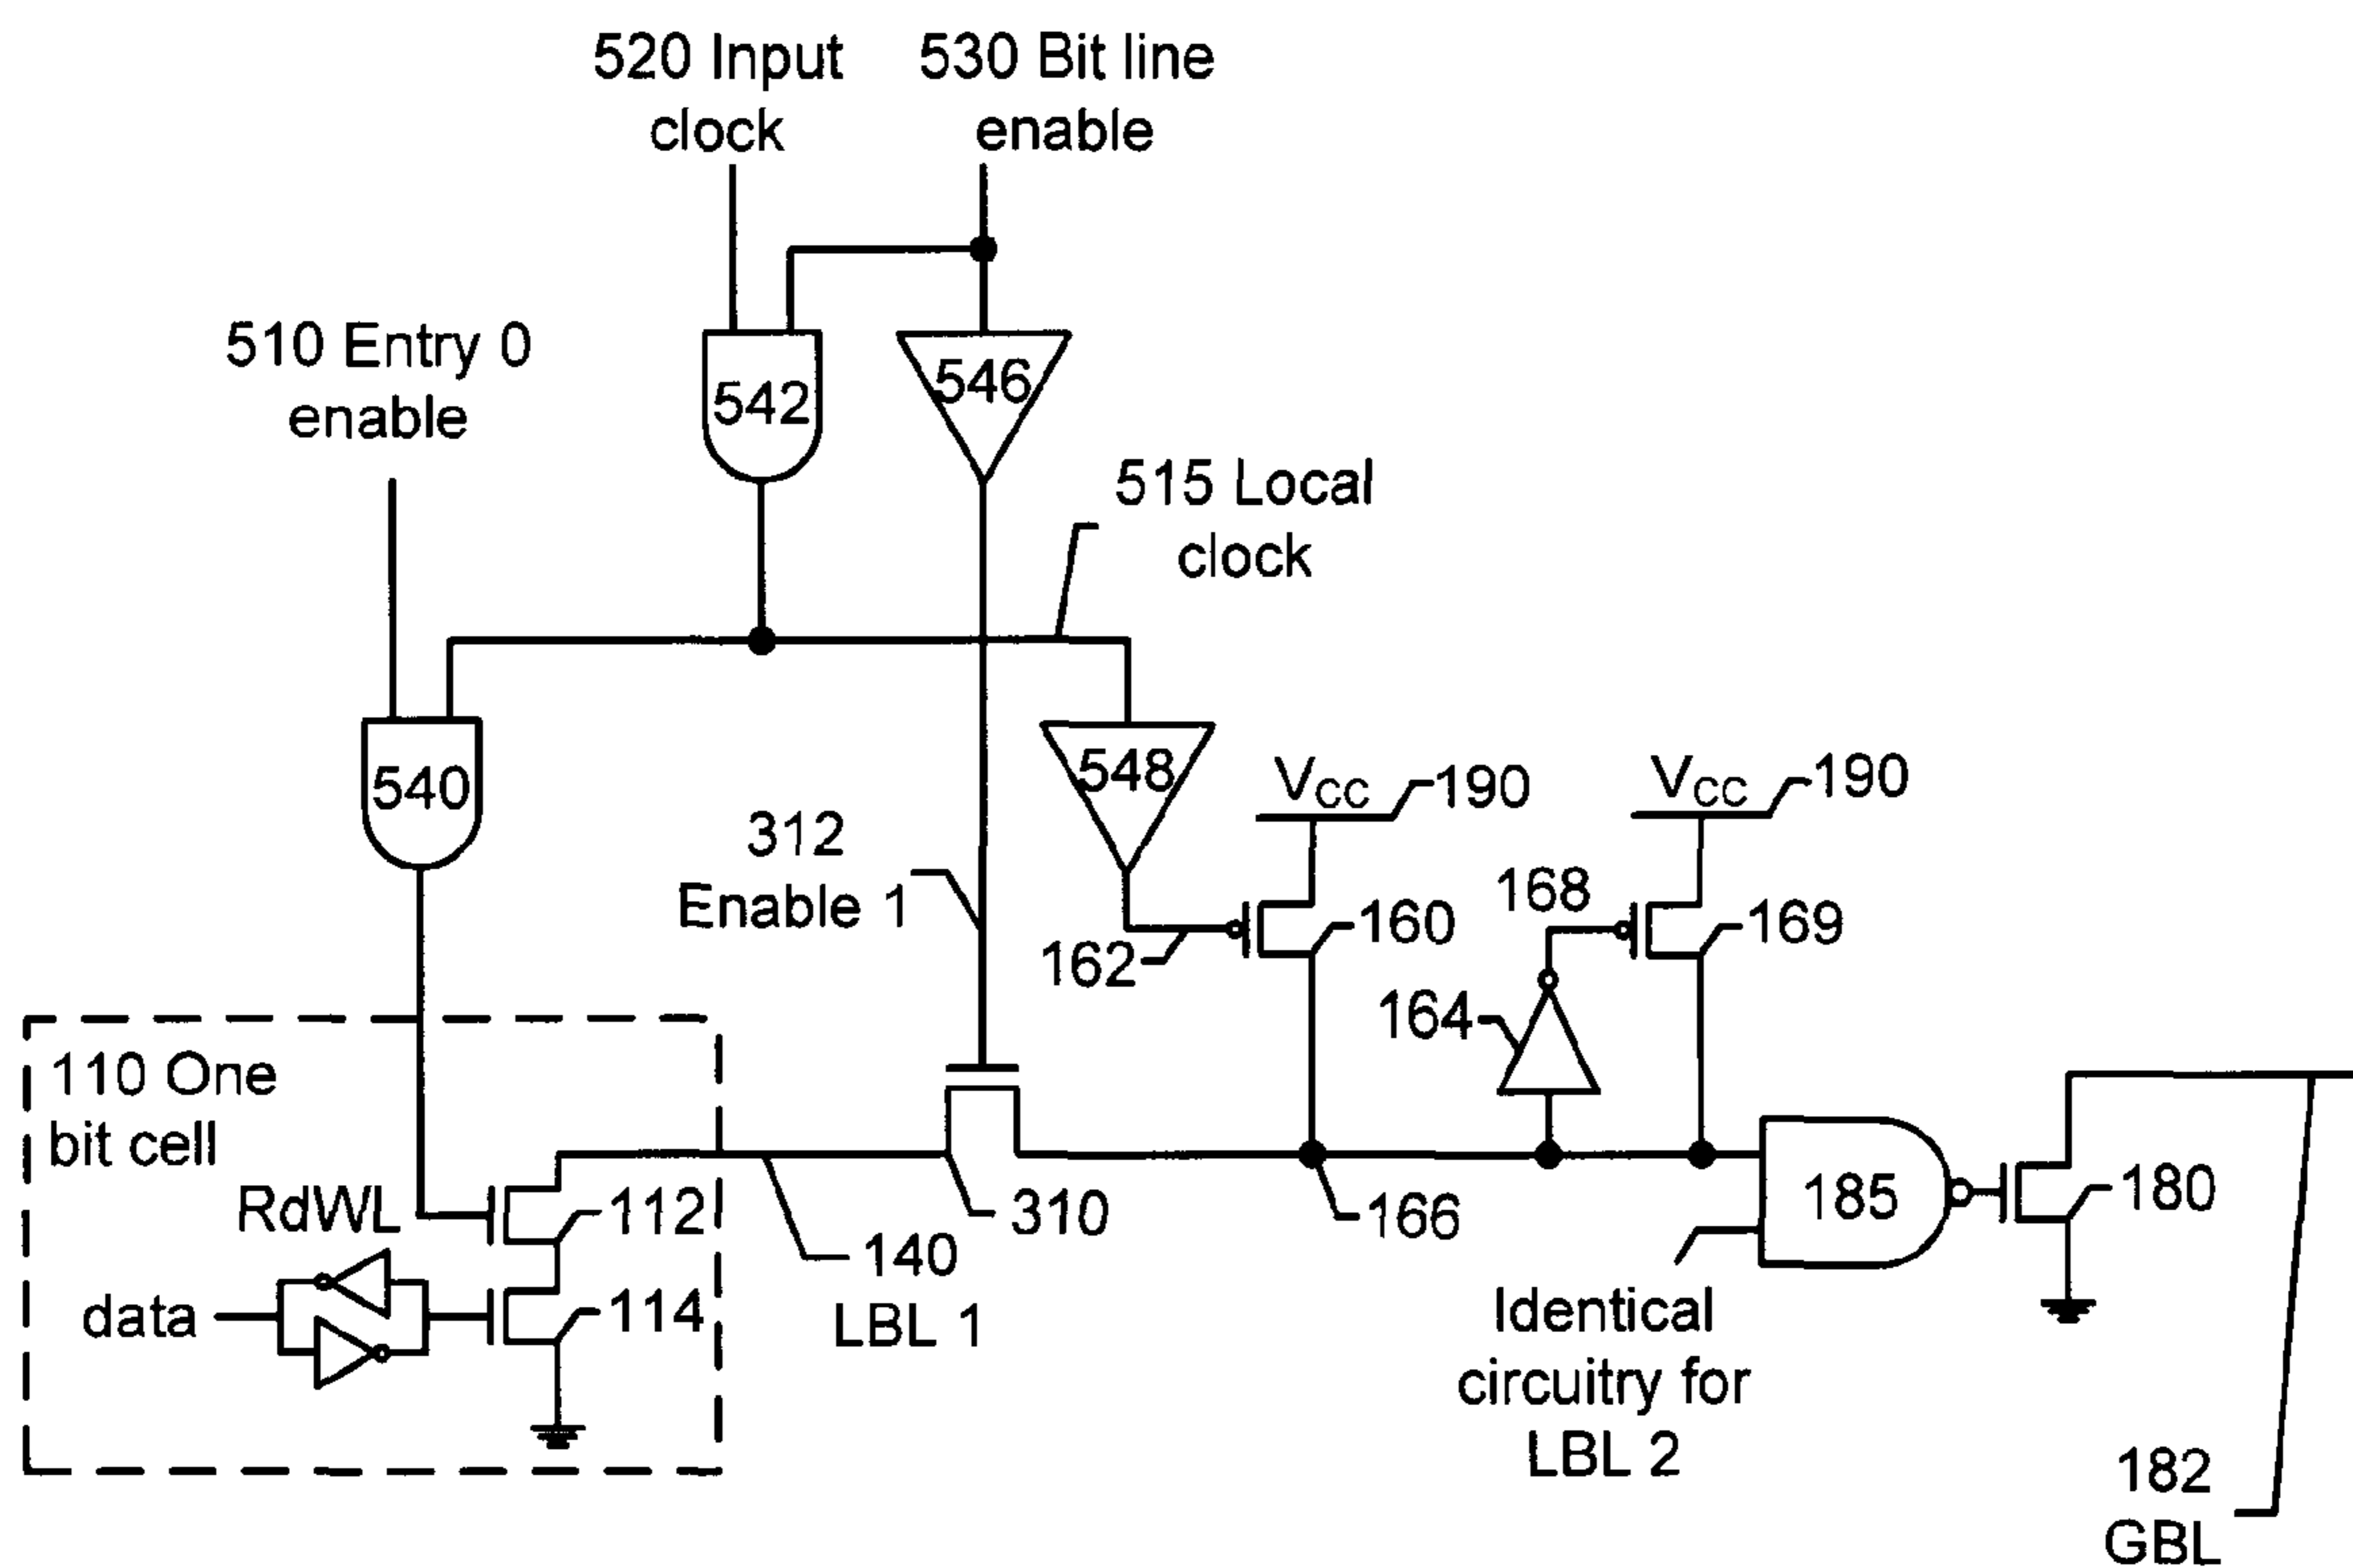 520 Input
clock
530 Bit line
enable
510 Entry 0
enable
542
546
515 Local
clock
540
548
VCC
190
VCC
190
312
Enable 1
162
160
168
169
164
110 One
bit cell
RdWL
112
data
114
140
LBL 1
310
166
185
180
Identical
circuitry for
LBL 2
182
GBL